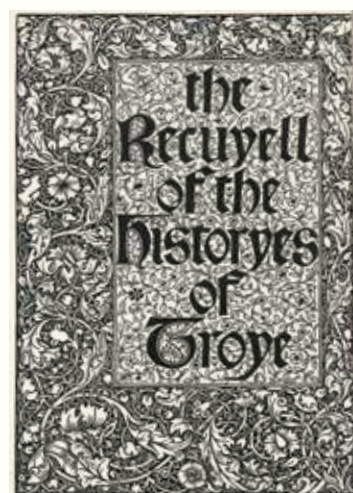 the
Recuyell
of the
historyes
of
Troye